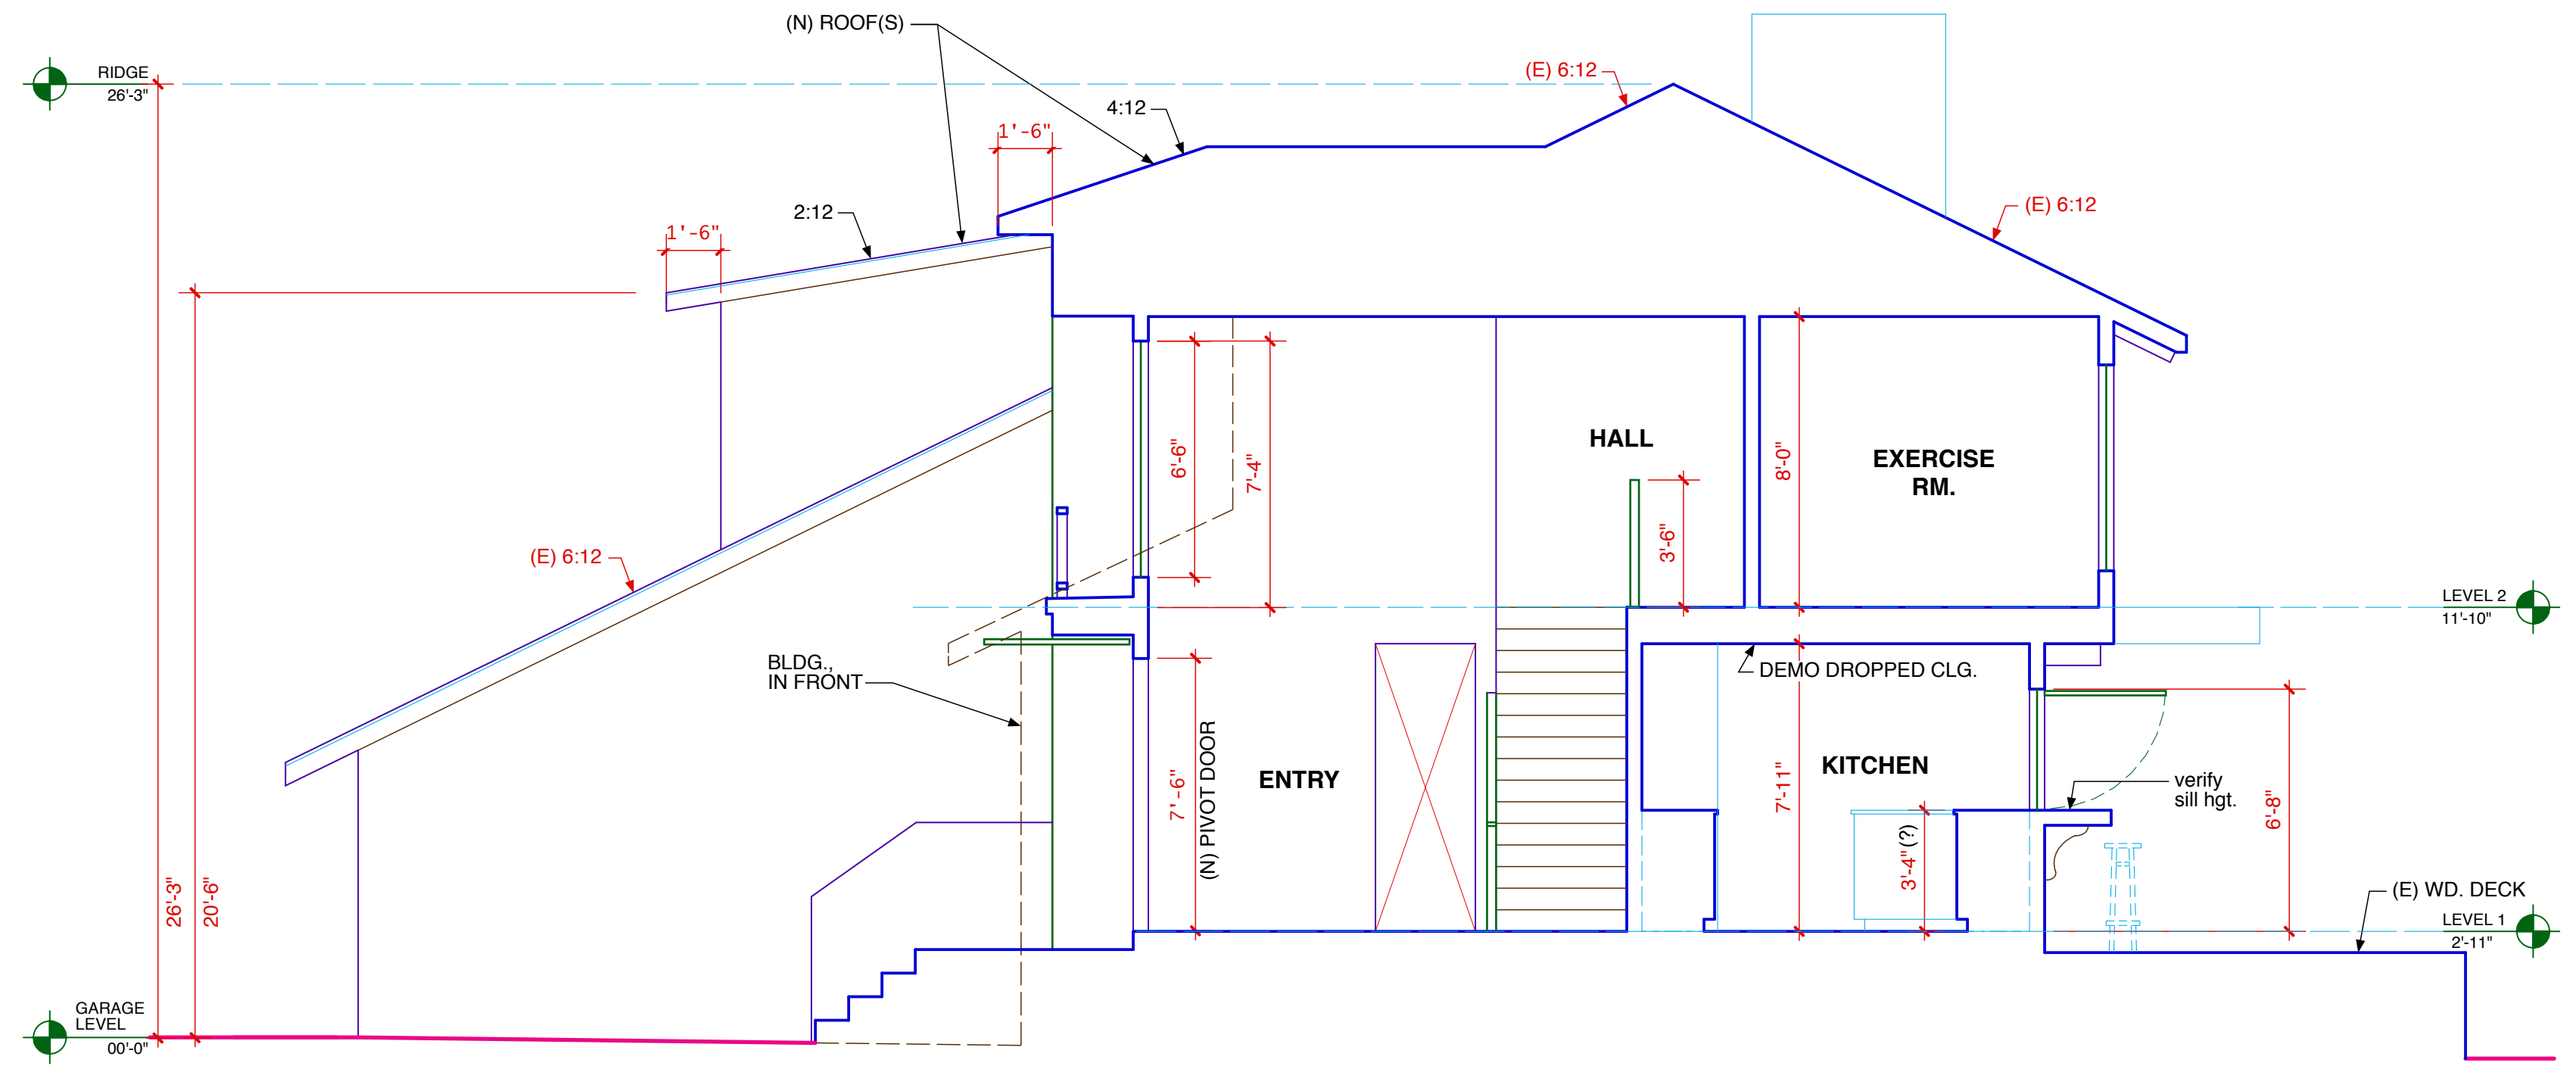 (N) ROOF(S)
RIDGE
26'-3"
(E) 6:12
4:12
1'-6"
(E) 6:12
2:12
1'-6"
HALL
EXERCISE
RM.
6'-6"
7'-4"
8'-0"
3'-6"
(E) 6:12
LEVEL 2
11'-10"
BLDG.,
IN FRONT
DEMO DROPPED CLG.
7'-6"
(N) PIVOT DOOR
ENTRY
KITCHEN
7'-11"
verify
sill hgt.
6'-8"
3'-4"(?)
26'-3"
20'-6"
(E) WD. DECK
LEVEL 1
2'-11"
GARAGE
LEVEL
00'-0"